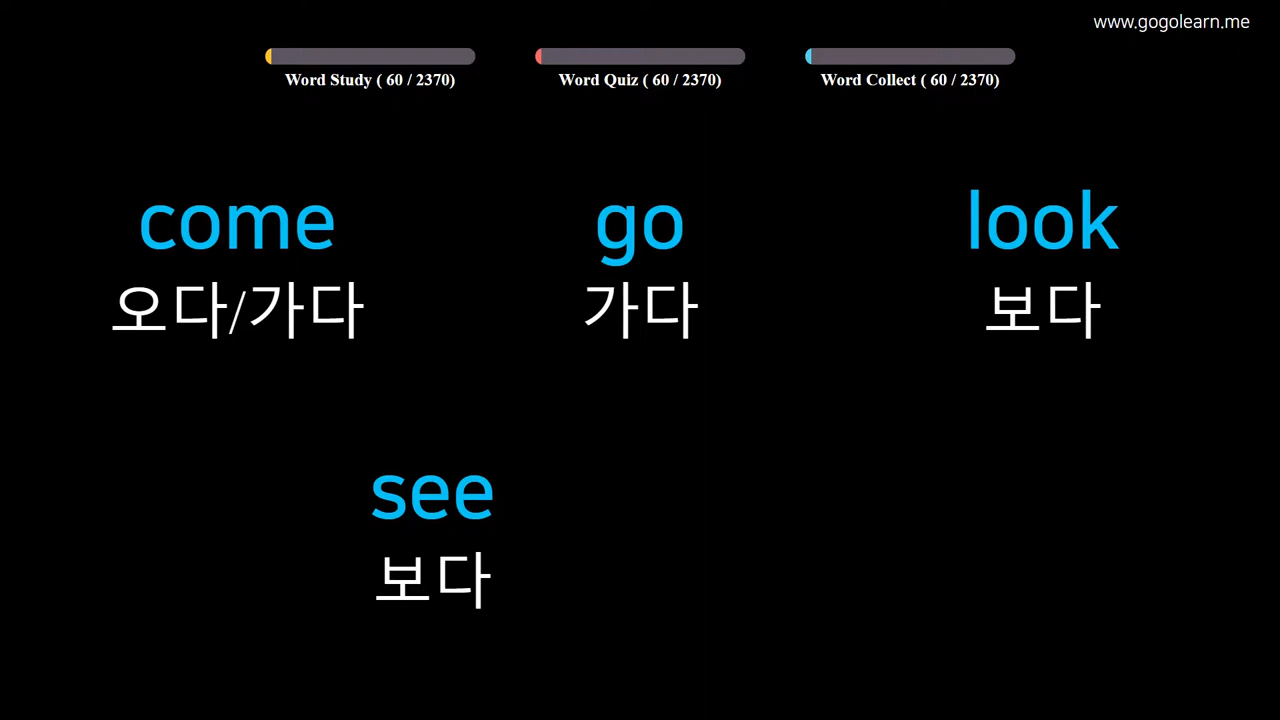 www.gogolearn.me
Word Study ( 60 / 2370)
Word Quiz ( 60 / 2370)
Word Collect ( 60 / 2370)
come
오다/가다
go
가다
look
보다
see
보다